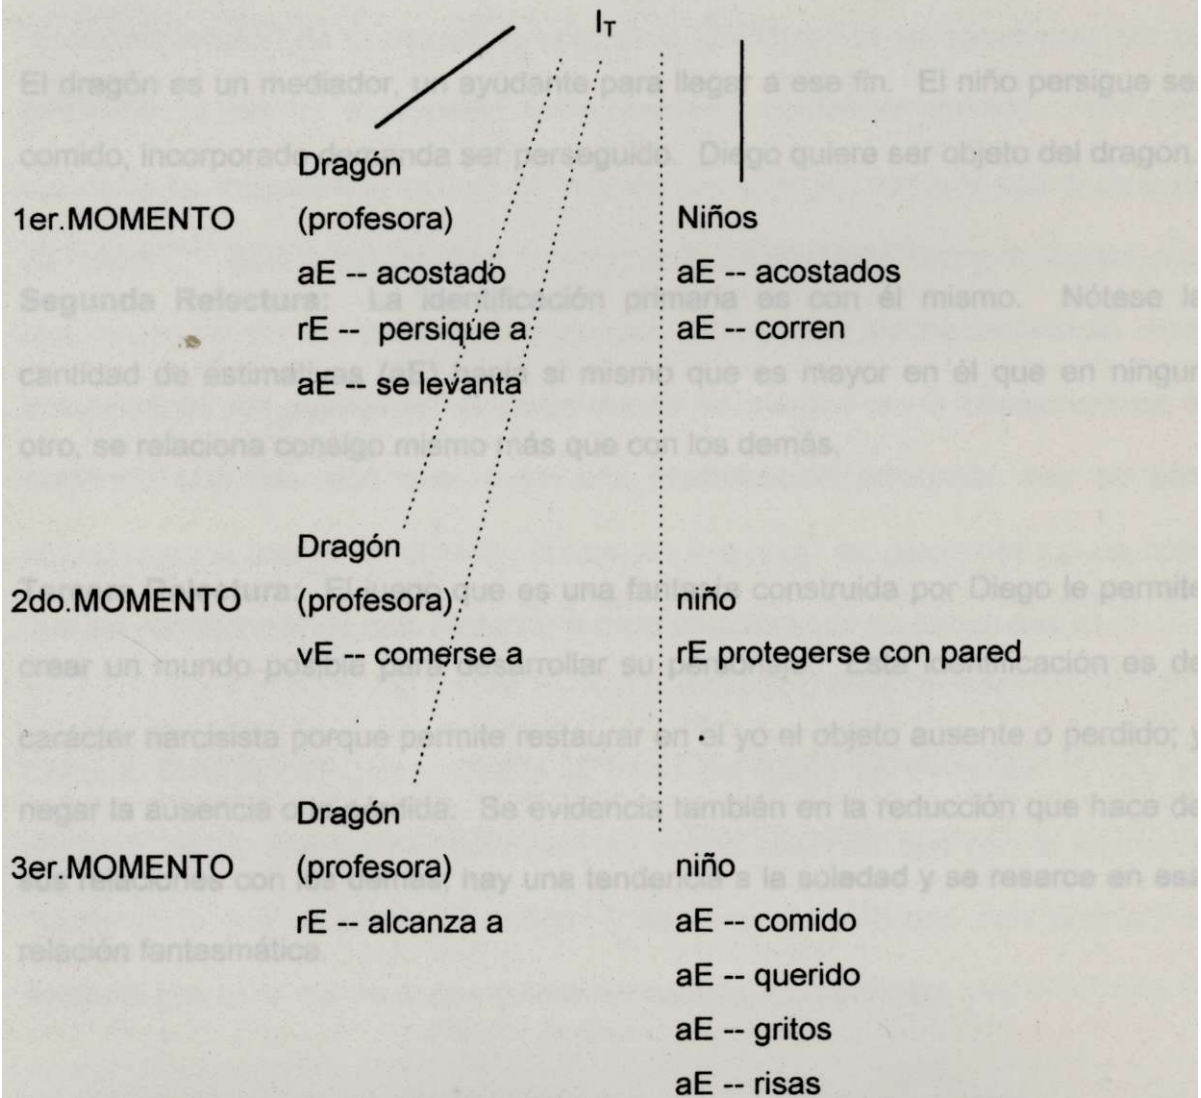 I_T
El dragón es un mediador, un ayudante para llegar a ese fin. El niño persigue se
comido, incorporado demanda ser perseguido. Diego quiere ser objeto del dragón.
Dragón
1er.MOMENTO (profesora) Niños
aE -- acostado aE -- acostados
Segunda Relectura: La identificación primaria es con él mismo. Nótese la
rE -- persique a aE -- corren
cantidad de estimativas (aE) hacia si mismo que es mayor en él que en ningun
aE -- se levanta
otro, se relaciona consigo mismo más que con los demás.
Dragón
2do.MOMENTO (profesora) niño
Tercera Relectura: El juego que es una fantasía construida por Diego le permite
vE -- comerse a rE protegerse con pared
crear un mundo posible para desarrollar su personaje. Esta identificación es de
carácter narcisista porque permite restaurar en el yo el objeto ausente o perdido; y
negar la ausencia o la pérdida. Se evidencia también en la reducción que hace de
Dragón
3er.MOMENTO (profesora) niño
sus relaciones con los demás, hay una tendencia a la soledad y se resarce en esa
rE -- alcanza a aE -- comido
relación fantasmática.
aE -- querido
aE -- gritos
aE -- risas